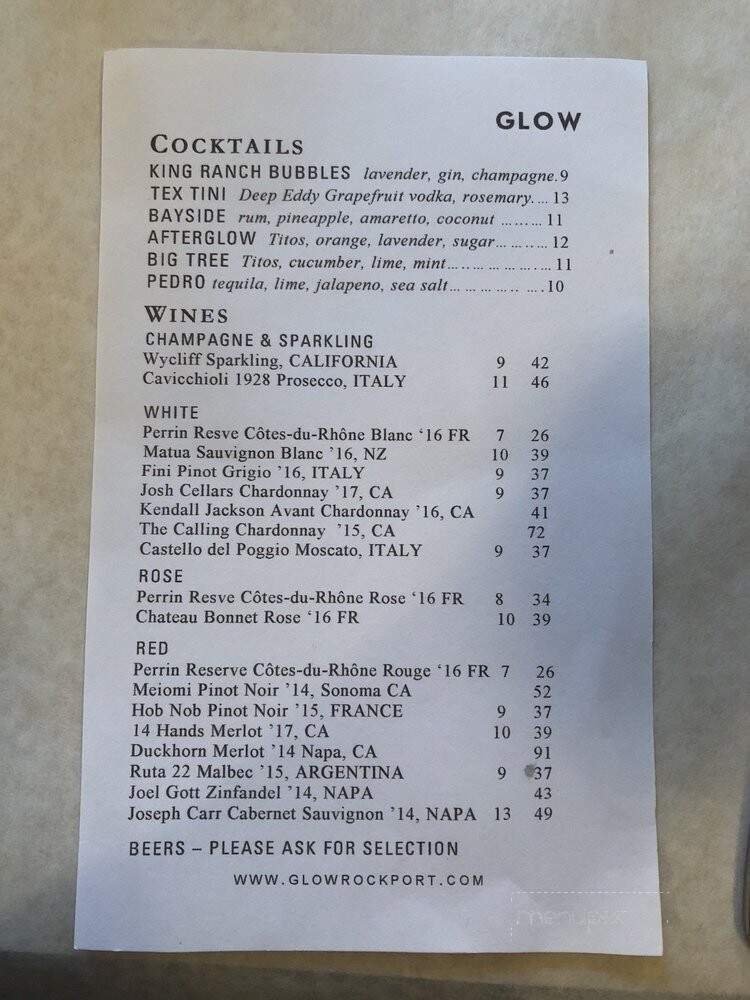 GLOW
COCKTAILS
KING RANCH BUBBLES lavender, gin, champagne.9
TEX TINI Deep Eddy Grapefruit vodka, rosemary.... 13
BAYSIDE rum, pineapple, amaretto, coconut ......... 11
AFTERGLOW Titos, orange, lavender, sugar........... 12
BIG TREE Titos, cucumber, lime, mint...................... 11
PEDRO tequila, lime, jalapeno, sea salt................ ....10
WINES
CHAMPAGNE & SPARKLING
Wycliff Sparkling, CALIFORNIA 9 42
Cavicchioli 1928 Prosecco, ITALY 11 46
WHITE
Perrin Resve Côtes-du-Rhône Blanc ‘16 FR 7 26
Matua Sauvignon Blanc ’16, NZ 10 39
Fini Pinot Grigio ’16, ITALY 9 37
Josh Cellars Chardonnay ’17, CA 9 37
Kendall Jackson Avant Chardonnay ’16, CA 41
The Calling Chardonnay ’15, CA 72
Castello del Poggio Moscato, ITALY 9 37
ROSE
Perrin Resve Côtes-du-Rhône Rose ‘16 FR 8 34
Chateau Bonnet Rose ‘16 FR 10 39
RED
Perrin Reserve Côtes-du-Rhône Rouge ‘16 FR 7 26
Meiomi Pinot Noir ’14, Sonoma CA 52
Hob Nob Pinot Noir ’15, FRANCE 9 37
14 Hands Merlot ’17, CA 10 39
Duckhorn Merlot ’14 Napa, CA 91
Ruta 22 Malbec ’15, ARGENTINA 9 37
Joel Gott Zinfandel ’14, NAPA 43
Joseph Carr Cabernet Sauvignon ’14, NAPA 13 49
BEERS – PLEASE ASK FOR SELECTION
WWW.GLOWROCKPORT.COM